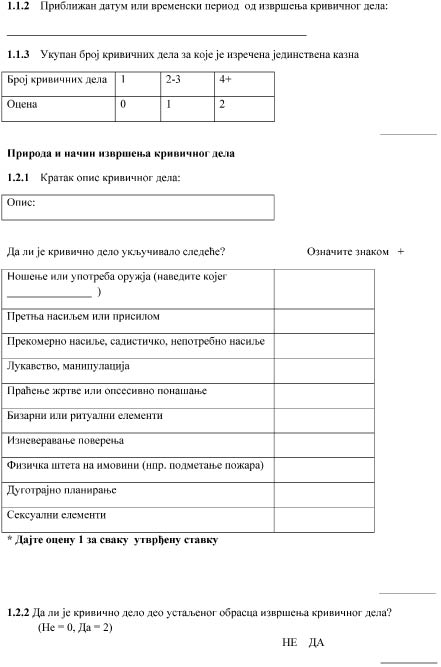 1.1.2 Приближан датум или временски период од извршења кривичног дела:
1.1.3 Укупан број кривичних дела за које је изречена јединствена казна
Број кривичних дела 1 2-3 4+
Оцена 0 1 2
Природа и начин извршења кривичног дела
1.2.1 Кратак опис кривичног дела:
Опис:
Да ли је кривично дело укључивало следеће? Означите знаком +
Ношење или употреба оружја (наведите којег
________________ )
Претња насиљем или присилом
Прекомерно насиље, садистичко, непотребно насиље
Лукавство, манипулација
Праћење жртве или опсесивно понашање
Бизарни или ритуални елементи
Изневеравање поверења
Физичка штета на имовини (нпр. подметање пожара)
Дуготрајно планирање
Сексуални елементи
* Дајте оцену 1 за сваку утврђену ставку
1.2.2 Да ли је кривично дело део устаљеног обрасца извршења кривичног дела?
(Не = 0, Да = 2)
НЕ ДА